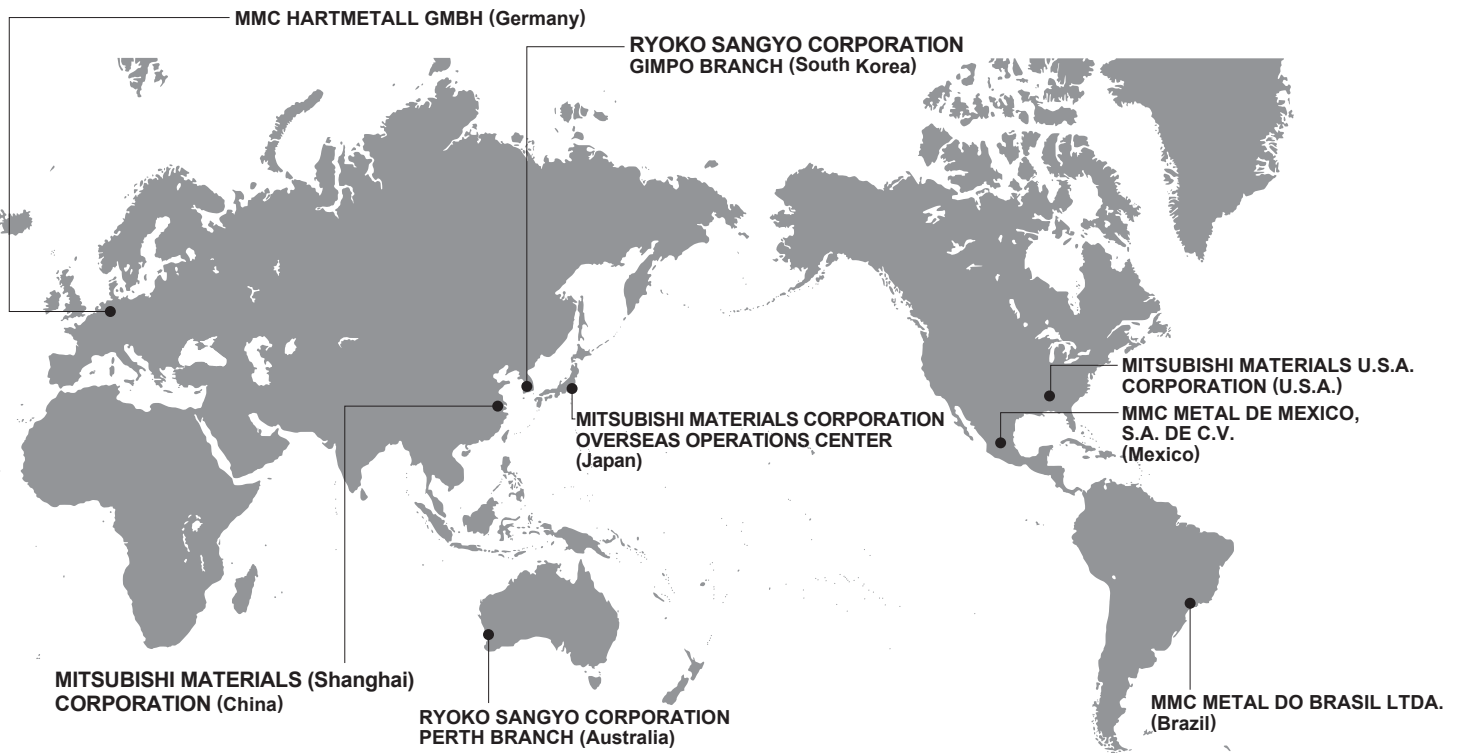 MMC HARTMETALL GMBH (Germany)
RYOKO SANGYO CORPORATION
GIMPO BRANCH (South Korea)
MITSUBISHI MATERIALS U.S.A.
CORPORATION (U.S.A.)
MMC METAL DE MEXICO,
S.A. DE C.V.
(Mexico)
MITSUBISHI MATERIALS CORPORATION
OVERSEAS OPERATIONS CENTER
(Japan)
MITSUBISHI MATERIALS (Shanghai)
CORPORATION (China)
RYOKO SANGYO CORPORATION
PERTH BRANCH (Australia)
MMC METAL DO BRASIL LTDA.
(Brazil)